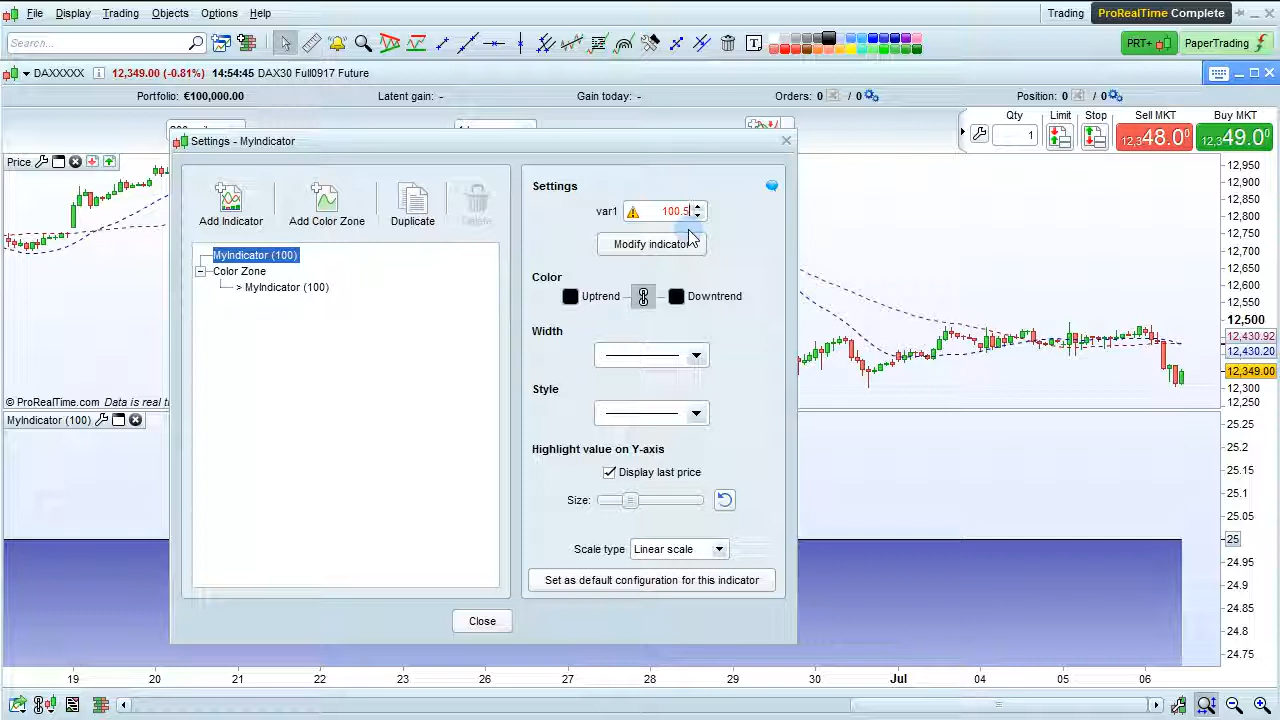 File Display Trading Objects Options Help Trading ProRealTime Complete
Search... T PRT+ PaperTrading
DAXXXXX 12,349.00 (-0.81%) 14:54:45 DAX30 Full0917 Future
Portfolio: €100,000.00 Latent gain: - Gain today: - Orders: 0 / 0 Position: 0 / 0
Qty Limit Stop Sell MKT Buy MKT
1 12,348.00 12,349.00
Price
Settings - MyIndicator
Add Indicator Add Color Zone Duplicate Delete
MyIndicator (100)
Color Zone
> MyIndicator (100)
Settings
var1 100.5
Modify indicator
Color
Uptrend Downtrend
Width
Style
Highlight value on Y-axis
Display last price
Size:
Scale type Linear scale
Set as default configuration for this indicator
Close
12,950
12,900
12,850
12,800
12,750
12,700
12,650
12,600
12,550
12,500
12,430.92
12,430.20
12,349.00
12,300
12,250
© ProRealTime.com Data is real ti
MyIndicator (100)
25.25
25.2
25.15
25.1
25.05
25
24.95
24.9
24.85
24.8
24.75
19 20 21 22 23 25 26 27 28 29 30 Jul 04 05 06